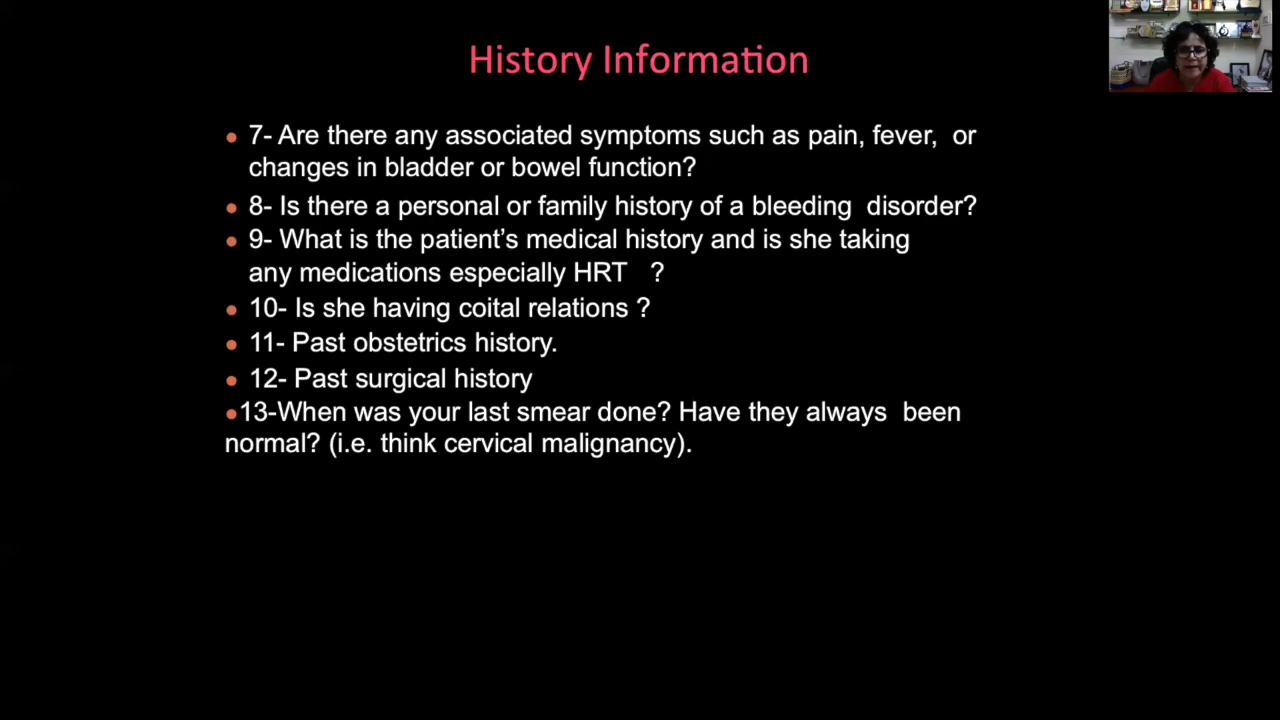 History Information
• 7- Are there any associated symptoms such as pain, fever, or
changes in bladder or bowel function?
• 8- Is there a personal or family history of a bleeding disorder?
• 9- What is the patient’s medical history and is she taking
any medications especially HRT ?
• 10- Is she having coital relations ?
• 11- Past obstetrics history.
• 12- Past surgical history
•13-When was your last smear done? Have they always been
normal? (i.e. think cervical malignancy).